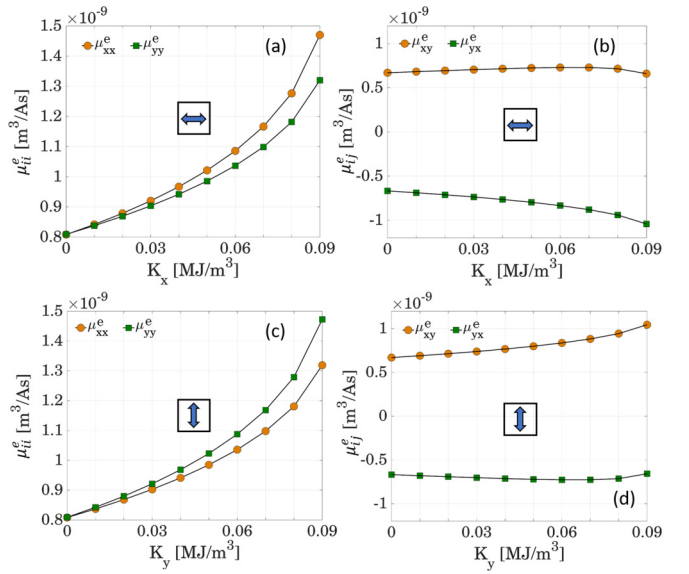 ×10⁻⁹
1.5
1.4
1.3
1.2
1.1
1
0.9
0.8
0
0.03
0.06
0.09
μᵉᵢᵢ [m³/As]
Kₓ [MJ/m³]
μᵉₓₓ
μᵉyy
(a)
×10⁻⁹
1
0.5
0
-0.5
-1
0
0.03
0.06
0.09
μᵉᵢⱼ [m³/As]
Kₓ [MJ/m³]
μᵉxy
μᵉyx
(b)
×10⁻⁹
1.5
1.4
1.3
1.2
1.1
1
0.9
0.8
0
0.03
0.06
0.09
μᵉᵢᵢ [m³/As]
Ky [MJ/m³]
μᵉₓₓ
μᵉyy
(c)
×10⁻⁹
1
0.5
0
-0.5
-1
0
0.03
0.06
0.09
μᵉᵢⱼ [m³/As]
Ky [MJ/m³]
μᵉxy
μᵉyx
(d)